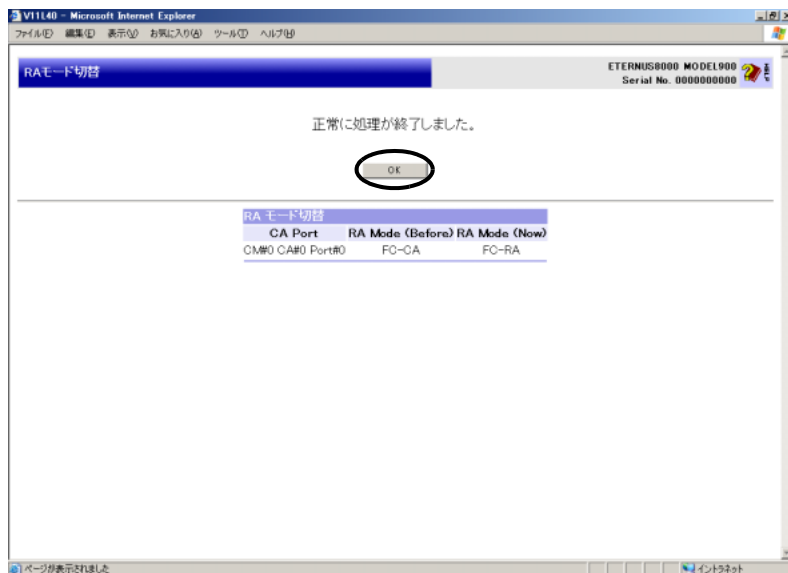 V11L40 - Microsoft Internet Explorer
ファイル(F) 編集(E) 表示(V) お気に入り(A) ツール(T) ヘルプ(H)
RAモード切替
ETERNUS8000 MODEL900
Serial No. 0000000000
正常に処理が終了しました。
OK
RA モード切替
CA Port RA Mode (Before) RA Mode (Now)
CM#0 CA#0 Port#0 FC-CA FC-RA
ページが表示されました イントラネット